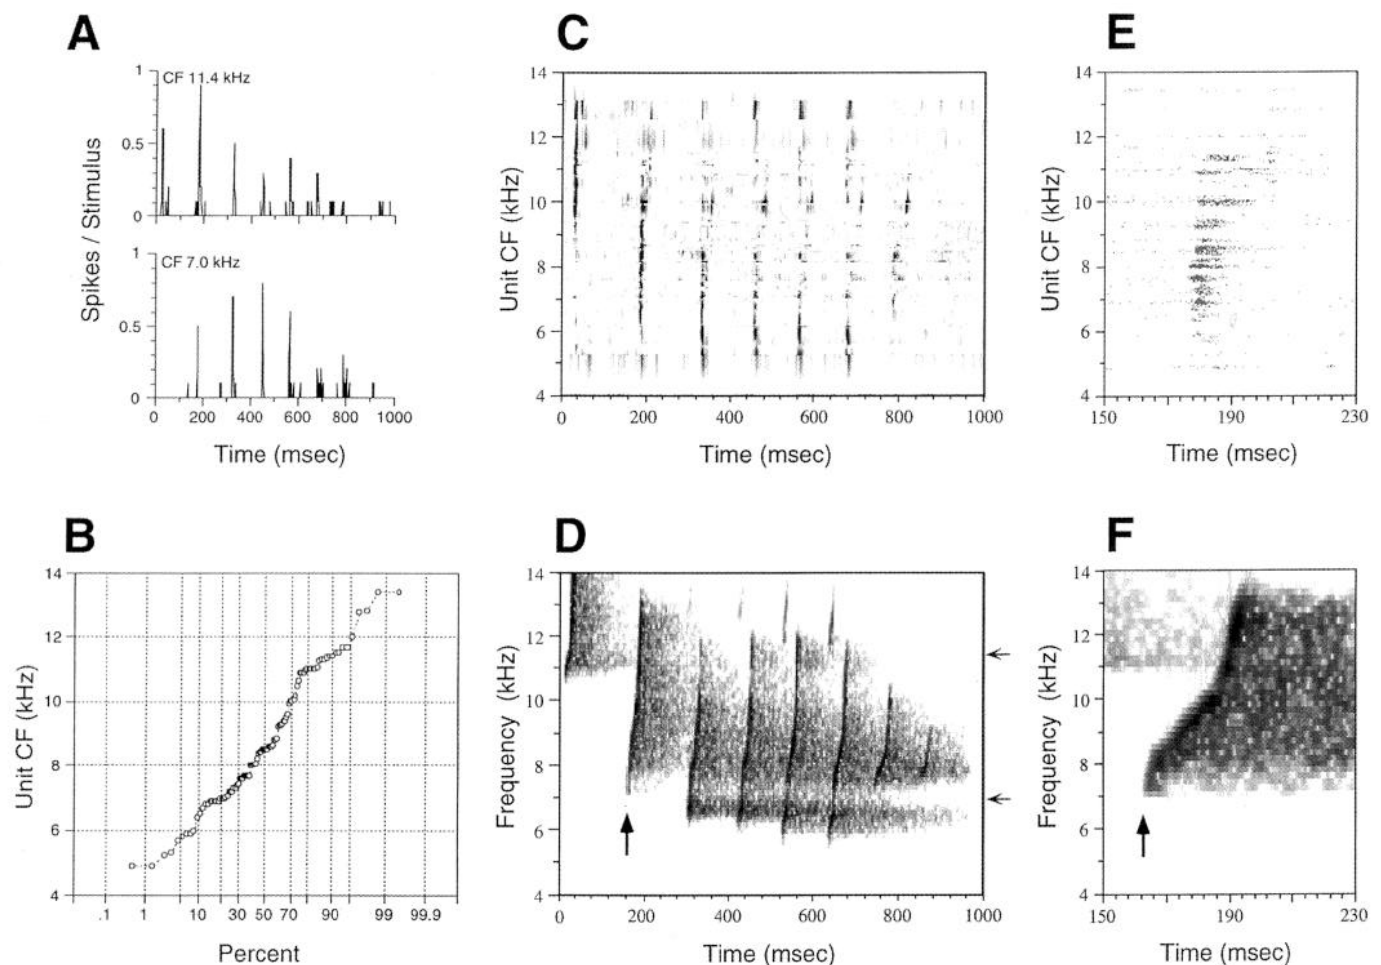 A
1
CF 11.4 kHz
0.5
0
1
CF 7.0 kHz
0.5
0
0 200 400 600 800 1000
Spikes / Stimulus
Time (msec)
B
14
12
10
8
6
4
.1 1 10 30 50 70 90 99 99.9
Unit CF (kHz)
Percent
C
14
12
10
8
6
4
0 200 400 600 800 1000
Unit CF (kHz)
Time (msec)
D
14
12
10
8
6
4
0 200 400 600 800 1000
Frequency (kHz)
Time (msec)
E
14
12
10
8
6
4
150 190 230
Unit CF (kHz)
Time (msec)
F
14
12
10
8
6
4
150 190 230
Frequency (kHz)
Time (msec)